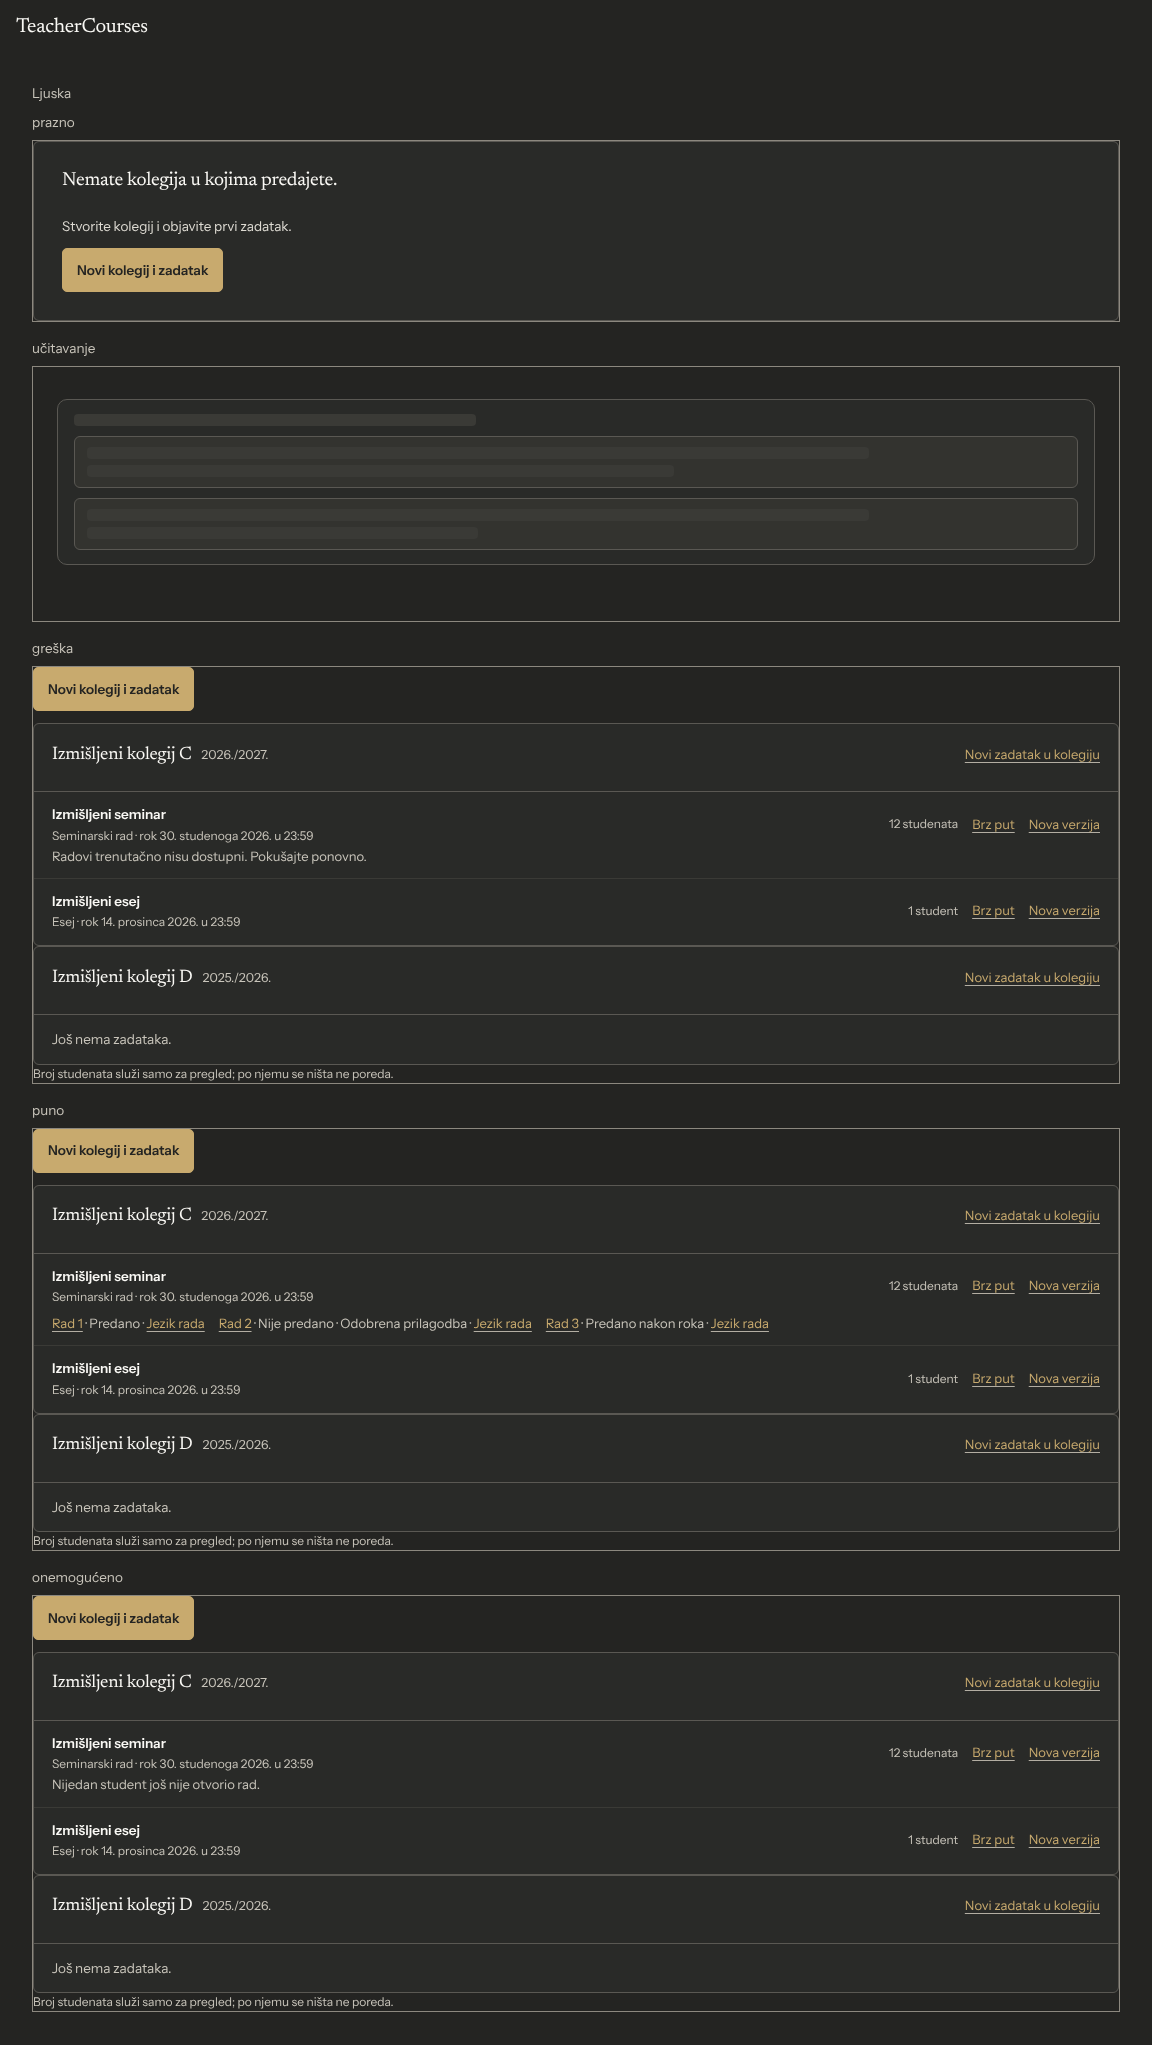 TeacherCourses
Ljuska
prazno
Nemate kolegija u kojima predajete.
Stvorite kolegij i objavite prvi zadatak.
Novi kolegij i zadatak
učitavanje
greška
Novi kolegij i zadatak
Izmišljeni kolegij C 2026./2027. Novi zadatak u kolegiju
Izmišljeni seminar
Seminarski rad · rok 30. studenoga 2026. u 23:59 12 studenata Brz put Nova verzija
Radovi trenutačno nisu dostupni. Pokušajte ponovno.
Izmišljeni esej
Esej · rok 14. prosinca 2026. u 23:59 1 student Brz put Nova verzija
Izmišljeni kolegij D 2025./2026. Novi zadatak u kolegiju
Još nema zadataka.
Broj studenata služi samo za pregled; po njemu se ništa ne poreda.
puno
Novi kolegij i zadatak
Izmišljeni kolegij C 2026./2027. Novi zadatak u kolegiju
Izmišljeni seminar
Seminarski rad · rok 30. studenoga 2026. u 23:59 12 studenata Brz put Nova verzija
Rad 1 · Predano · Jezik rada Rad 2 · Nije predano · Odobrena prilagodba · Jezik rada Rad 3 · Predano nakon roka · Jezik rada
Izmišljeni esej
Esej · rok 14. prosinca 2026. u 23:59 1 student Brz put Nova verzija
Izmišljeni kolegij D 2025./2026. Novi zadatak u kolegiju
Još nema zadataka.
Broj studenata služi samo za pregled; po njemu se ništa ne poreda.
onemogućeno
Novi kolegij i zadatak
Izmišljeni kolegij C 2026./2027. Novi zadatak u kolegiju
Izmišljeni seminar
Seminarski rad · rok 30. studenoga 2026. u 23:59 12 studenata Brz put Nova verzija
Nijedan student još nije otvorio rad.
Izmišljeni esej
Esej · rok 14. prosinca 2026. u 23:59 1 student Brz put Nova verzija
Izmišljeni kolegij D 2025./2026. Novi zadatak u kolegiju
Još nema zadataka.
Broj studenata služi samo za pregled; po njemu se ništa ne poreda.